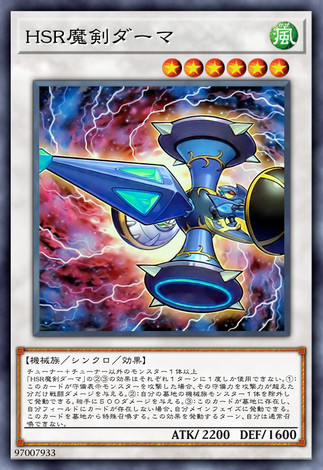 HSR魔剣ダーマ
風
【機械族／シンクロ／効果】
チューナー＋チューナー以外のモンスター１体以上
「HSR魔剣ダーマ」の②③の効果はそれぞれ１ターンに１度しか使用できない。①：
このカードが守備表示モンスターを攻撃した場合、その守備力を攻撃力が超えた
分だけ戦闘ダメージを与える。②：自分の墓地の機械族モンスター１体を除外し
て発動できる。相手に５００ダメージを与える。③：このカードが墓地に存在し、
自分フィールドにカードが存在しない場合、自分メインフェイズに発動できる。
このカードを墓地から特殊召喚する。この効果を発動するターン、自分は通常召
喚できない。
ATK/ 2200 DEF/1600
97007933